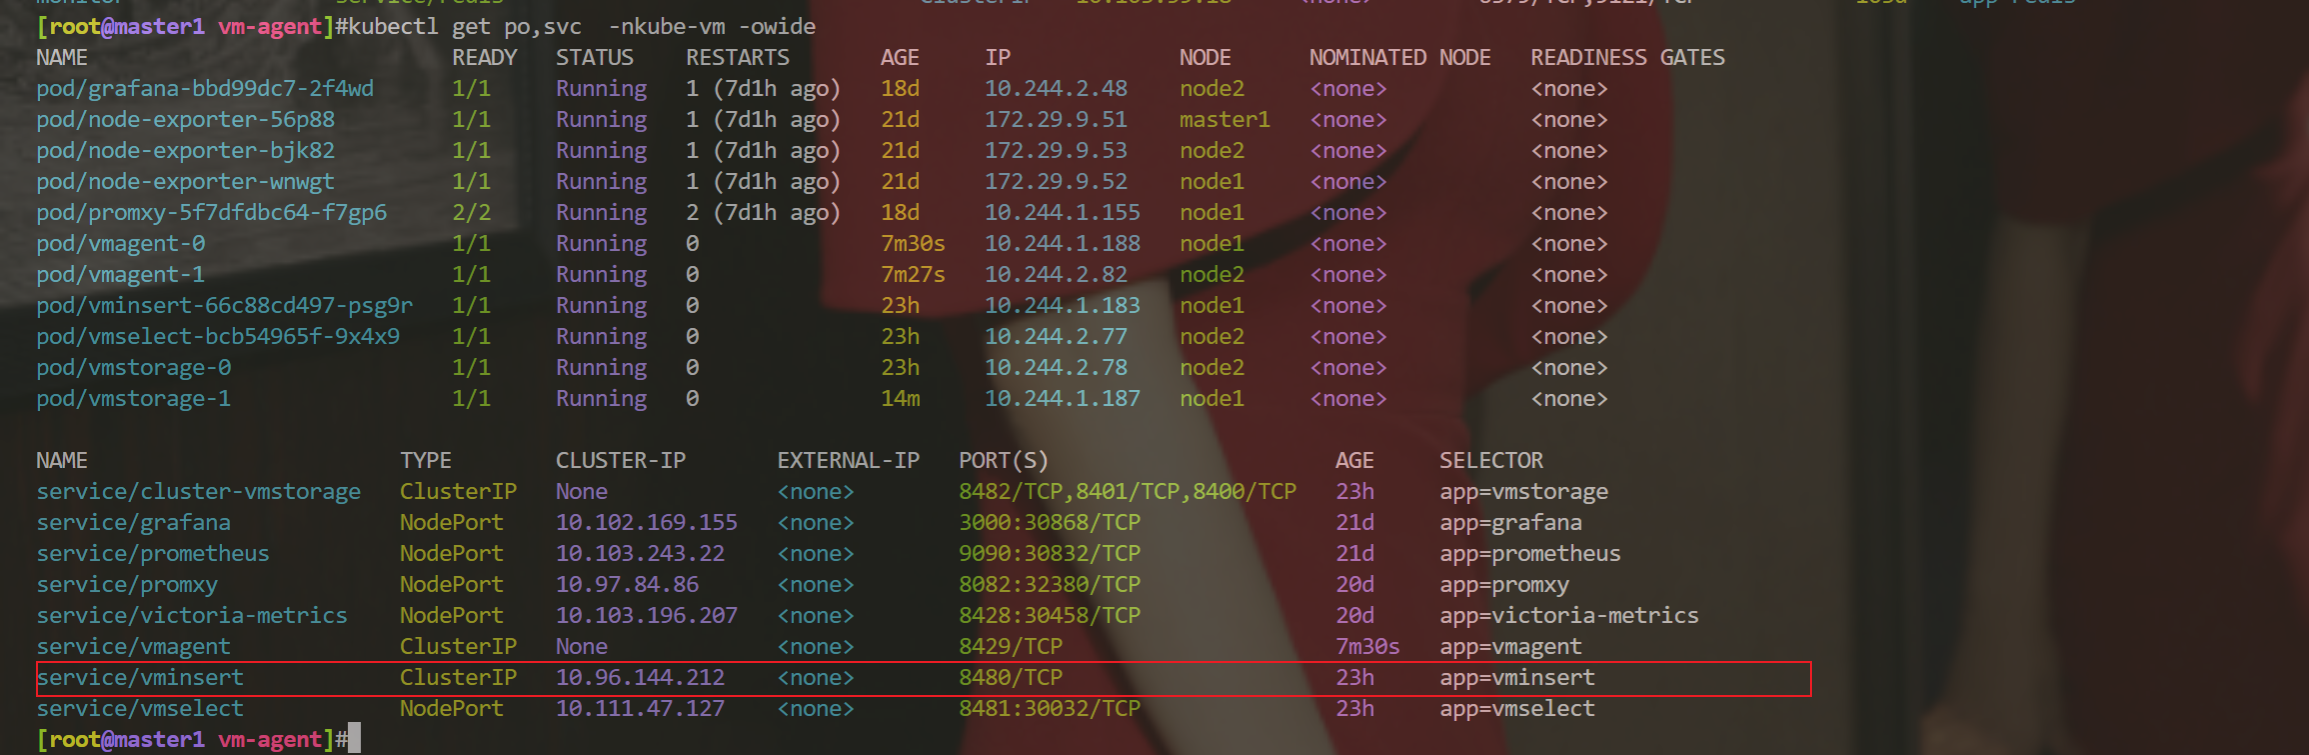 [root@master1 vm-agent]#kubectl get po,svc  -nkube-vm -owide
NAME READY STATUS RESTARTS AGE IP NODE NOMINATED NODE READINESS GATES
pod/grafana-bbd99dc7-2f4wd 1/1 Running 1 (7d1h ago) 18d 10.244.2.48 node2 <none> <none>
pod/node-exporter-56p88 1/1 Running 1 (7d1h ago) 21d 172.29.9.51 master1 <none> <none>
pod/node-exporter-bjk82 1/1 Running 1 (7d1h ago) 21d 172.29.9.53 node2 <none> <none>
pod/node-exporter-wnwgt 1/1 Running 1 (7d1h ago) 21d 172.29.9.52 node1 <none> <none>
pod/promxy-5f7dfdbc64-f7gp6 2/2 Running 2 (7d1h ago) 18d 10.244.1.155 node1 <none> <none>
pod/vmagent-0 1/1 Running 0 7m30s 10.244.1.188 node1 <none> <none>
pod/vmagent-1 1/1 Running 0 7m27s 10.244.2.82 node2 <none> <none>
pod/vminsert-66c88cd497-psg9r 1/1 Running 0 23h 10.244.1.183 node1 <none> <none>
pod/vmselect-bcb54965f-9x4x9 1/1 Running 0 23h 10.244.2.77 node2 <none> <none>
pod/vmstorage-0 1/1 Running 0 23h 10.244.2.78 node2 <none> <none>
pod/vmstorage-1 1/1 Running 0 14m 10.244.1.187 node1 <none> <none>
NAME TYPE CLUSTER-IP EXTERNAL-IP PORT(S) AGE SELECTOR
service/cluster-vmstorage ClusterIP None <none> 8482/TCP,8401/TCP,8400/TCP 23h app=vmstorage
service/grafana NodePort 10.102.169.155 <none> 3000:30868/TCP 21d app=grafana
service/prometheus NodePort 10.103.243.22 <none> 9090:30832/TCP 21d app=prometheus
service/promxy NodePort 10.97.84.86 <none> 8082:32380/TCP 20d app=promxy
service/victoria-metrics NodePort 10.103.196.207 <none> 8428:30458/TCP 20d app=victoria-metrics
service/vmagent ClusterIP None <none> 8429/TCP 7m30s app=vmagent
service/vminsert ClusterIP 10.96.144.212 <none> 8480/TCP 23h app=vminsert
service/vmselect NodePort 10.111.47.127 <none> 8481:30032/TCP 23h app=vmselect
[root@master1 vm-agent]#